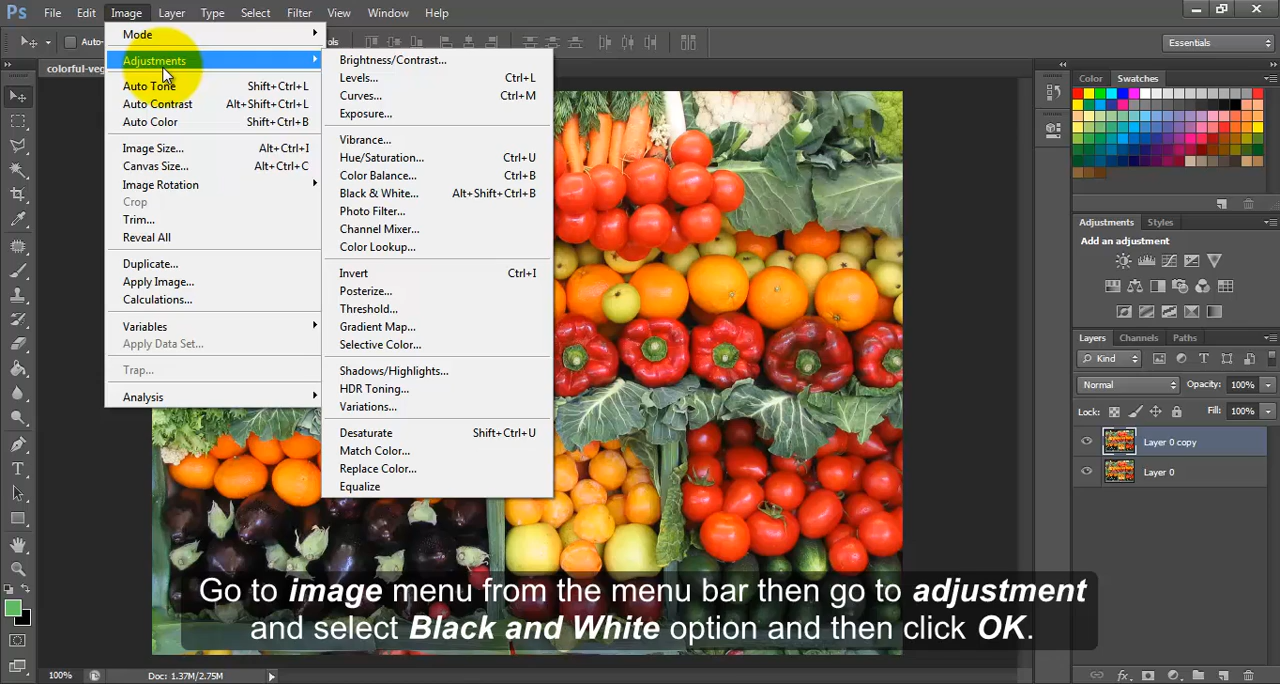 Ps File Edit Image Layer Type Select Filter View Window Help
Auto-
Essentials
colorful-veg
Mode
Adjustments
Auto Tone Shift+Ctrl+L
Auto Contrast Alt+Shift+Ctrl+L
Auto Color Shift+Ctrl+B
Image Size... Alt+Ctrl+I
Canvas Size... Alt+Ctrl+C
Image Rotation
Crop
Trim...
Reveal All
Duplicate...
Apply Image...
Calculations...
Variables
Apply Data Set...
Trap...
Analysis
Brightness/Contrast...
Levels... Ctrl+L
Curves... Ctrl+M
Exposure...
Vibrance...
Hue/Saturation... Ctrl+U
Color Balance... Ctrl+B
Black & White... Alt+Shift+Ctrl+B
Photo Filter...
Channel Mixer...
Color Lookup...
Invert Ctrl+I
Posterize...
Threshold...
Gradient Map...
Selective Color...
Shadows/Highlights...
HDR Toning...
Variations...
Desaturate Shift+Ctrl+U
Match Color...
Replace Color...
Equalize
Color Swatches
Adjustments Styles
Add an adjustment
Layers Channels Paths
Kind
Normal Opacity: 100%
Lock: Fill: 100%
Layer 0 copy
Layer 0
Go to image menu from the menu bar then go to adjustment
and select Black and White option and then click OK.
100% Doc: 1.37M/2.75M